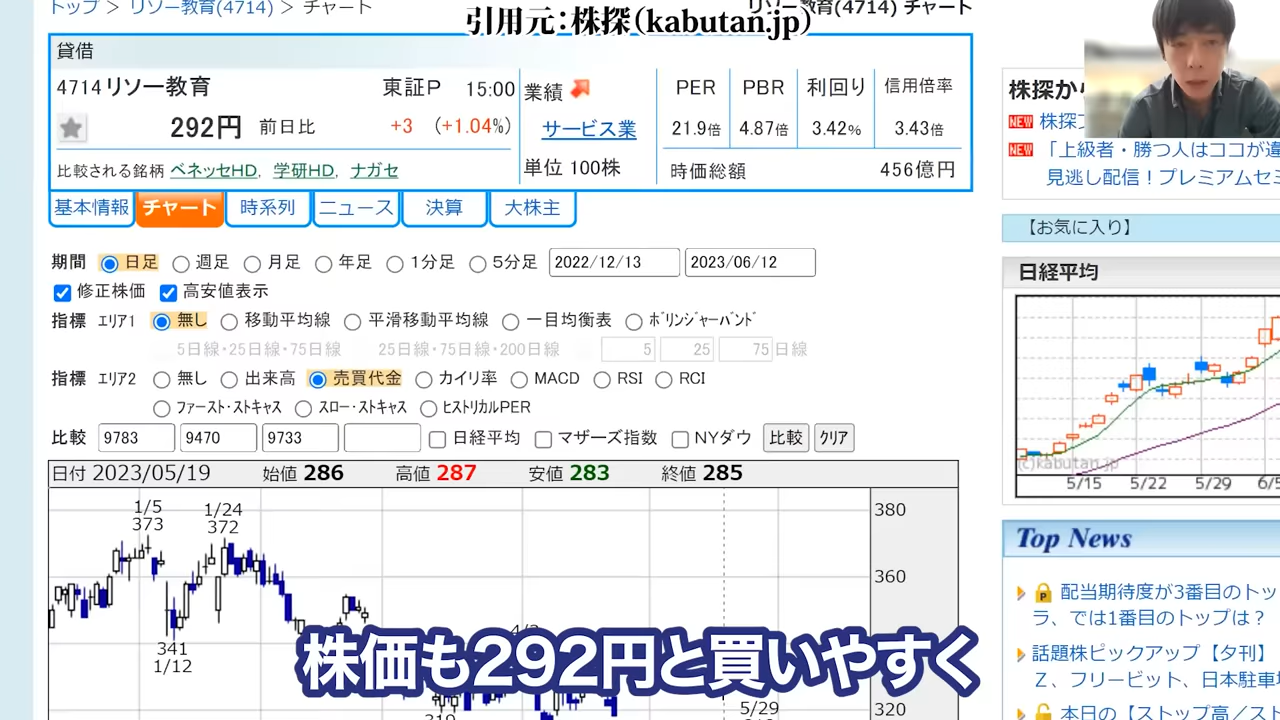 トップ > リソー教育(4714) > チャート
リソー教育(4714) チャート
引用元：株探(kabutan.jp)
貸借
4714 リソー教育 東証P 15:00
292円 前日比 +3 (+1.04%)
比較される銘柄 ベネッセHD, 学研HD, ナガセ
業績
サービス業
単位 100株
PER PBR 利回り 信用倍率
21.9倍 4.87倍 3.42% 3.43倍
時価総額 456億円
基本情報 チャート 時系列 ニュース 決算 大株主
期間 日足 週足 月足 年足 1分足 5分足 2022/12/13 2023/06/12
修正株価 高安値表示
指標 エリア1 無し 移動平均線 平滑移動平均線 一目均衡表 ﾎﾞﾘﾝｼﾞｬｰﾊﾞﾝﾄﾞ
5日線・25日線・75日線 25日線・75日線・200日線 5 25 75 日線
指標 エリア2 無し 出来高 売買代金 カイリ率 MACD RSI RCI
ﾌｧｰｽﾄ･ｽﾄｷｬｽ ｽﾛｰ･ｽﾄｷｬｽ ﾋｽﾄﾘｶﾙPER
比較 9783 9470 9733 日経平均 マザーズ指数 NYダウ 比較 ｸﾘｱ
日付 2023/05/19 始値 286 高値 287 安値 283 終値 285
1/5
373
1/24
372
341
1/12
5/29
380
360
320
株価も292円と買いやすく
株探か
NEW 株探
NEW 「上級者・勝つ人はココが違
見逃し配信！プレミアムセミ
【お気に入り】
日経平均
(c)kabutan.jp
5/15 5/22 5/29 6/5
Top News
配当期待度が3番目のトッ
ラ、では1番目のトップは？
話題株ピックアップ【夕刊】
Ｚ、フリービット、日本駐車場
本日の【ストップ高／スト